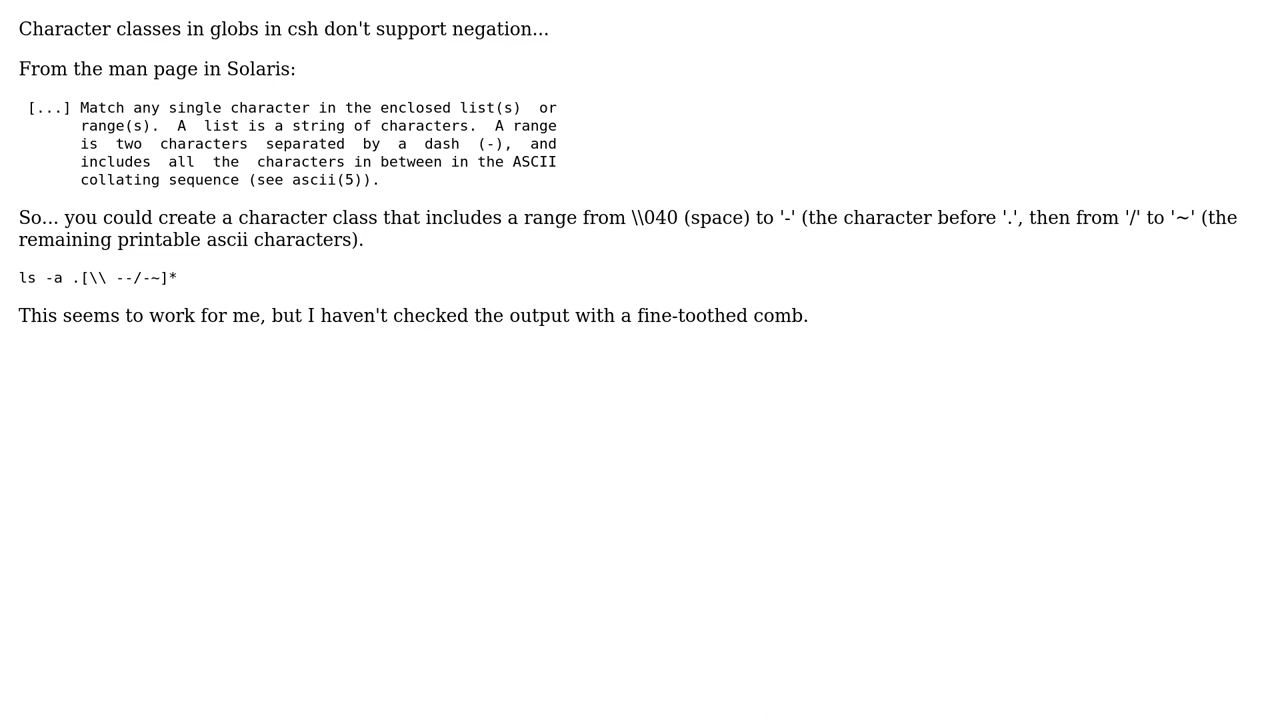 Character classes in globs in csh don't support negation...
From the man page in Solaris:
[...] Match any single character in the enclosed list(s)  or
range(s).  A  list is a string of characters.  A range
is  two  characters  separated  by  a  dash  (-),  and
includes  all  the  characters in between in the ASCII
collating sequence (see ascii(5)).
So... you could create a character class that includes a range from \\040 (space) to '-' (the character before '.', then from '/' to '~' (the
remaining printable ascii characters).
ls -a .[\\ --/-~]*
This seems to work for me, but I haven't checked the output with a fine-toothed comb.